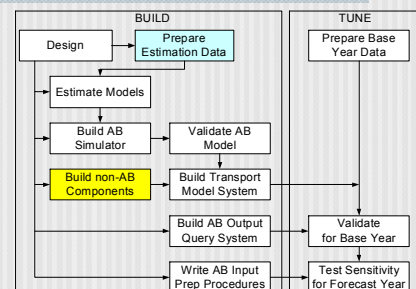 BUILD
TUNE
Design
Prepare
Estimation Data
Prepare Base
Year Data
Estimate Models
Build AB
Simulator
Validate AB
Model
Build non-AB
Components
Build Transport
Model System
Build AB Output
Query System
Validate
for Base Year
Write AB Input
Prep Procedures
Test Sensitivity
for Forecast Year